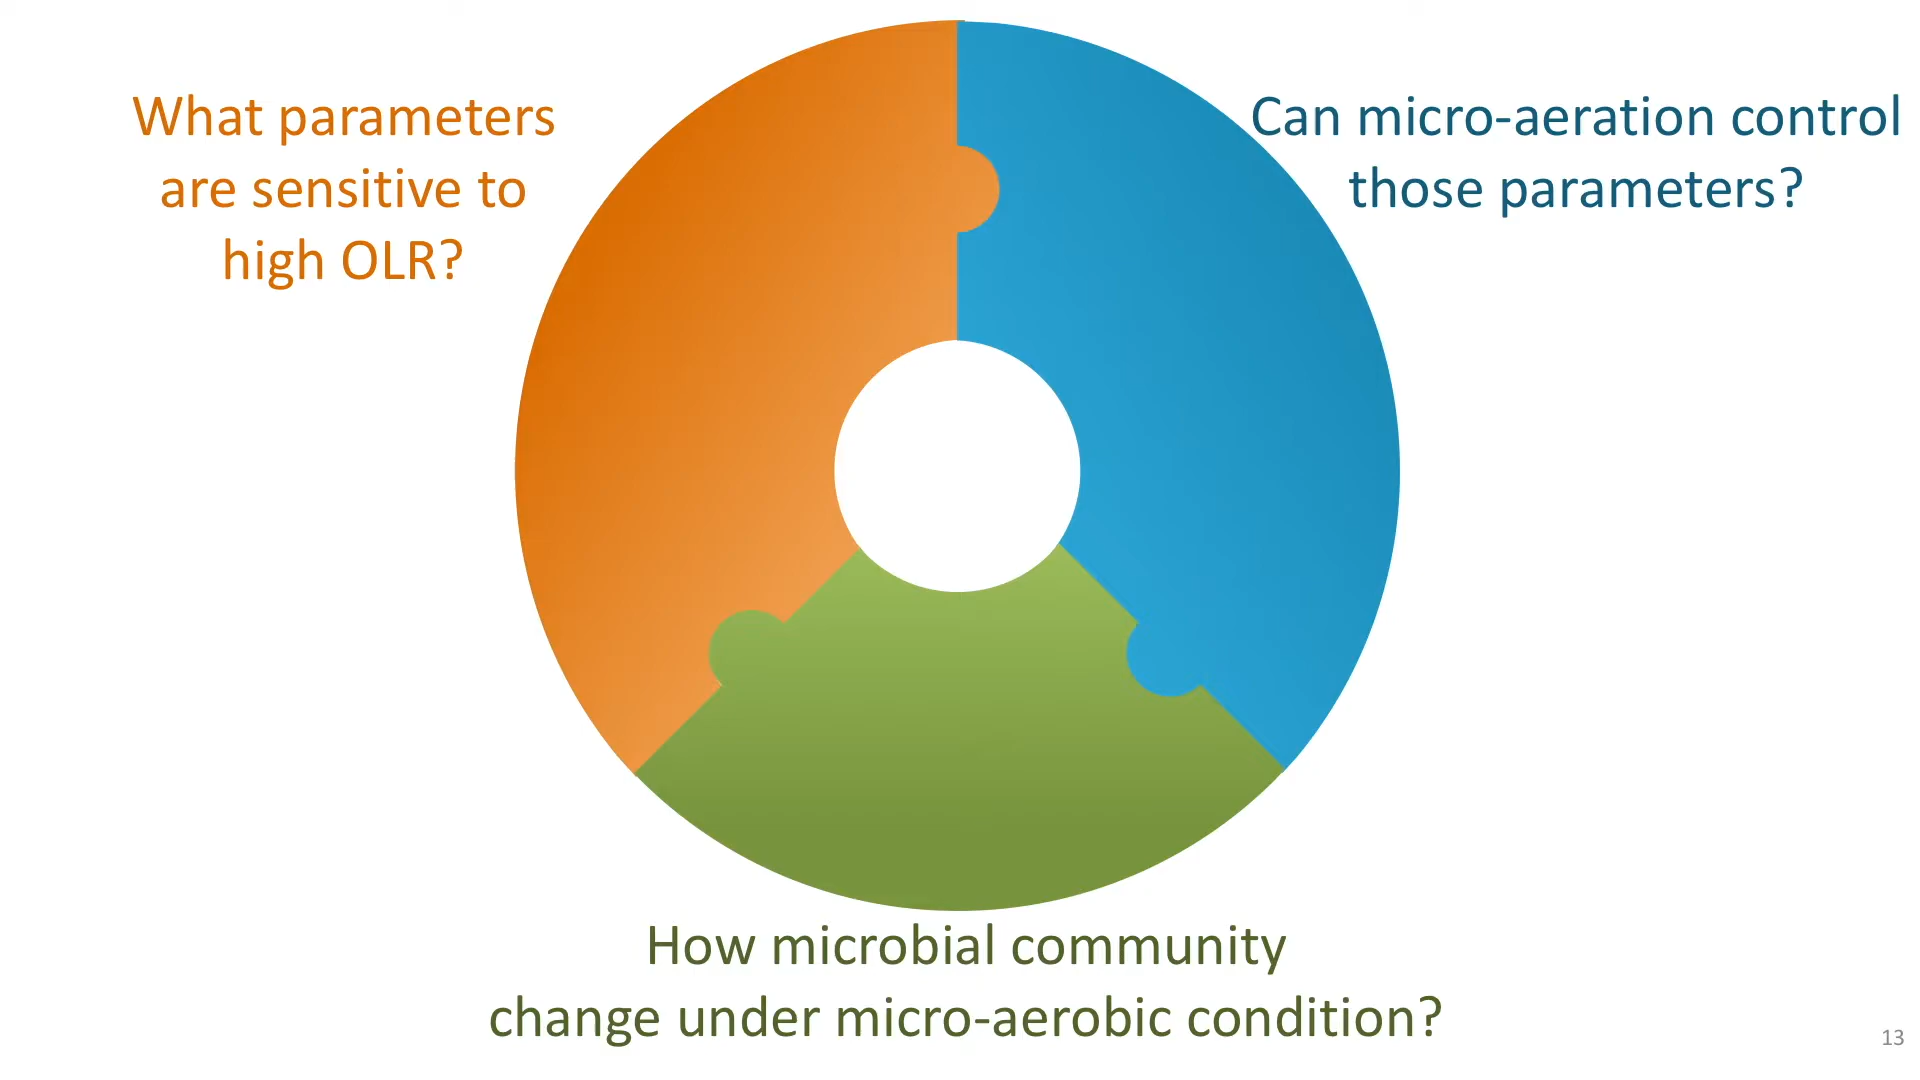 What parameters
are sensitive to
high OLR?
Can micro-aeration control
those parameters?
How microbial community
change under micro-aerobic condition?
13